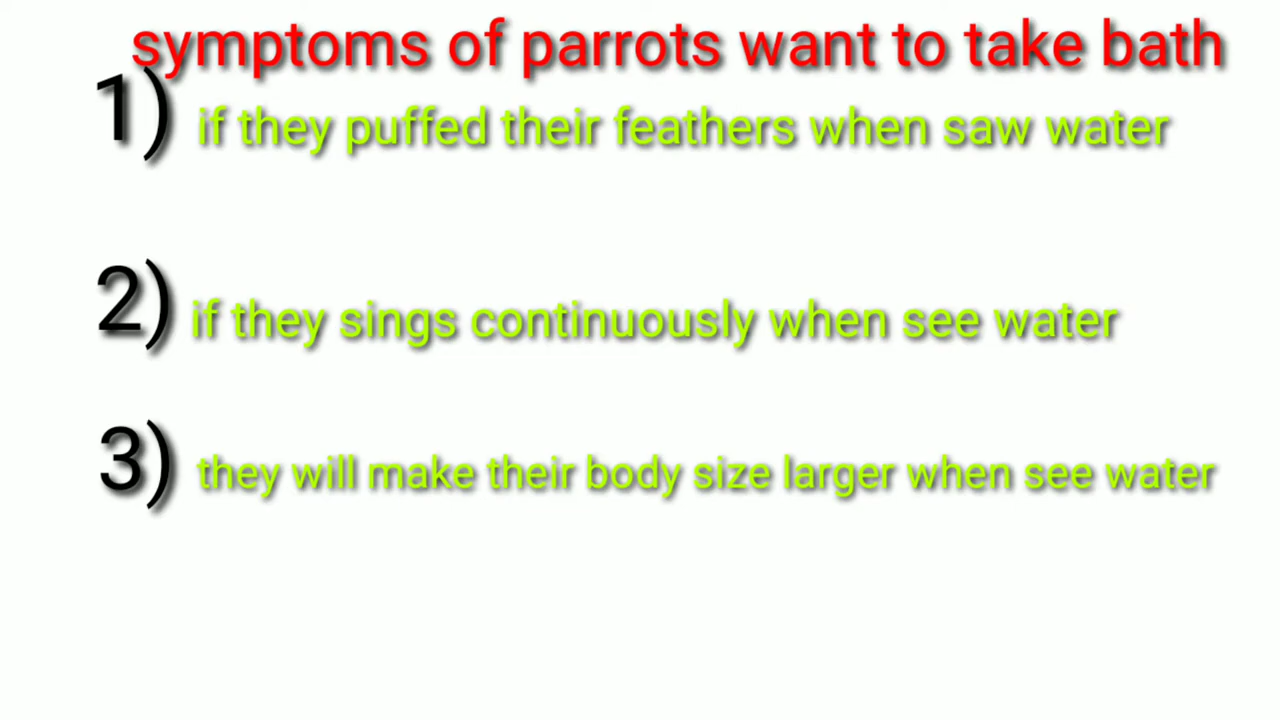 symptoms of parrots want to take bath
1) if they puffed their feathers when saw water
2) if they sings continuously when see water
3) they will make their body size larger when see water